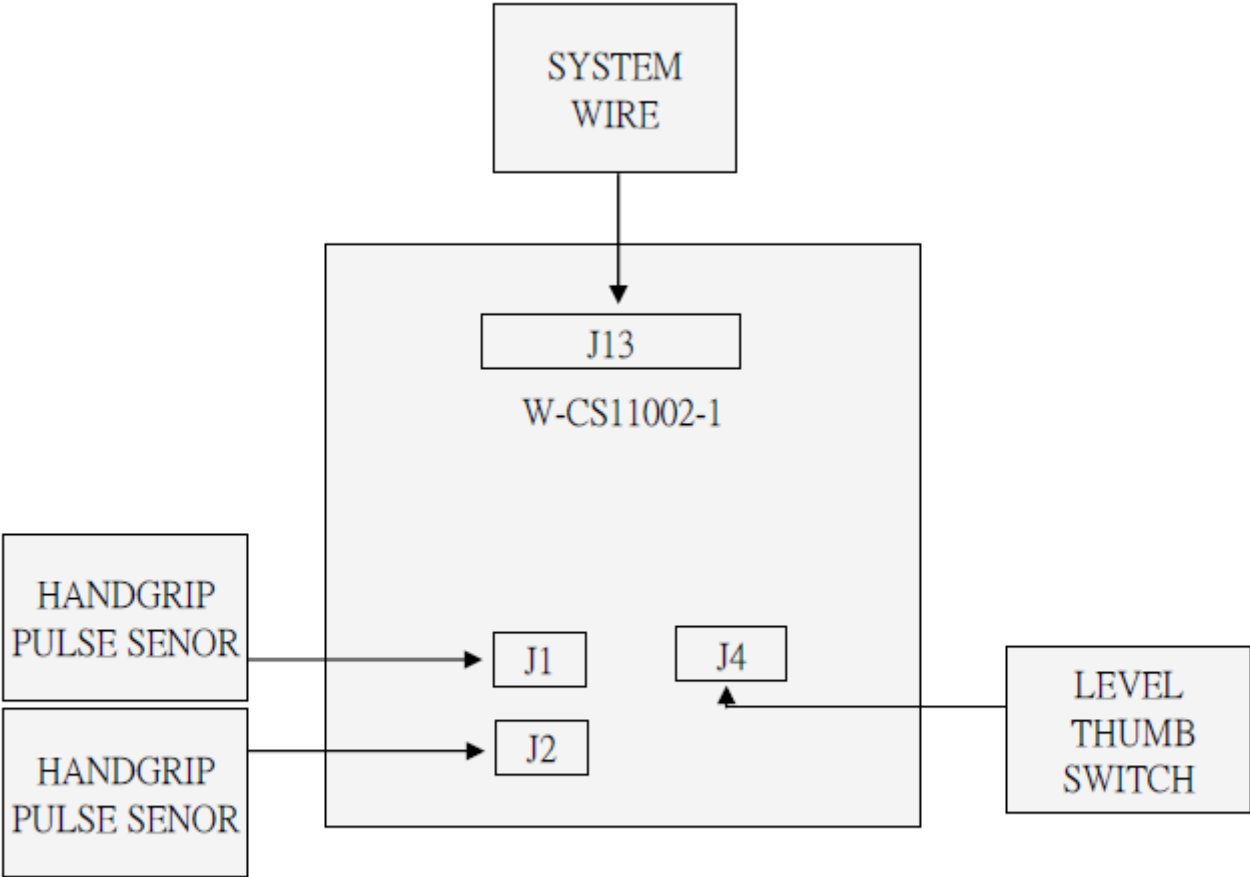 SYSTEM
WIRE
J13
W-CS11002-1
HANDGRIP
PULSE SENOR
J1
J4
LEVEL
THUMB
SWITCH
J2
HANDGRIP
PULSE SENOR